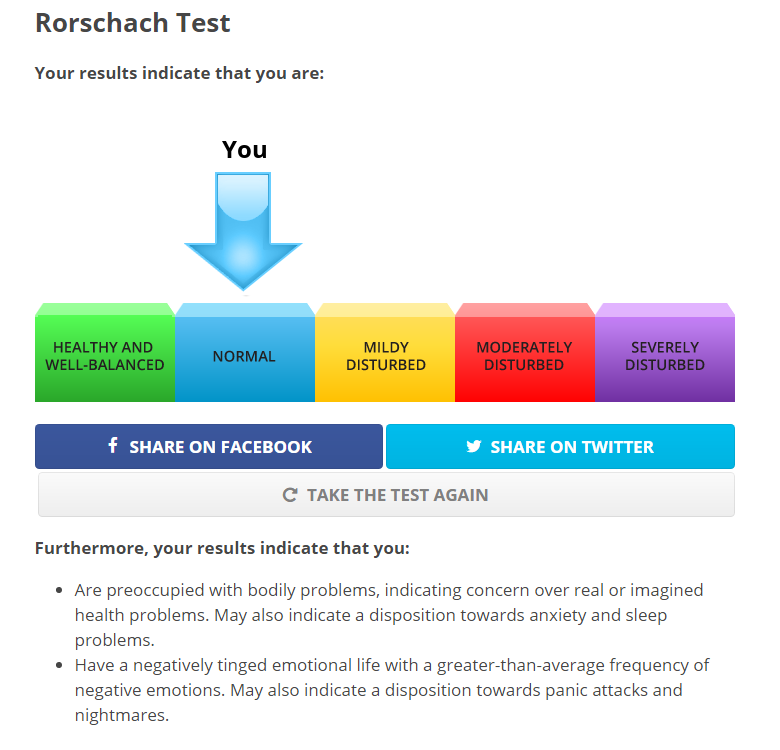 Rorschach Test
Your results indicate that you are:
You
HEALTHY AND
WELL-BALANCED
NORMAL
MILDY
DISTURBED
MODERATELY
DISTURBED
SEVERELY
DISTURBED
SHARE ON FACEBOOK
SHARE ON TWITTER
TAKE THE TEST AGAIN
Furthermore, your results indicate that you:
• Are preoccupied with bodily problems, indicating concern over real or imagined
health problems. May also indicate a disposition towards anxiety and sleep
problems.
• Have a negatively tinged emotional life with a greater-than-average frequency of
negative emotions. May also indicate a disposition towards panic attacks and
nightmares.